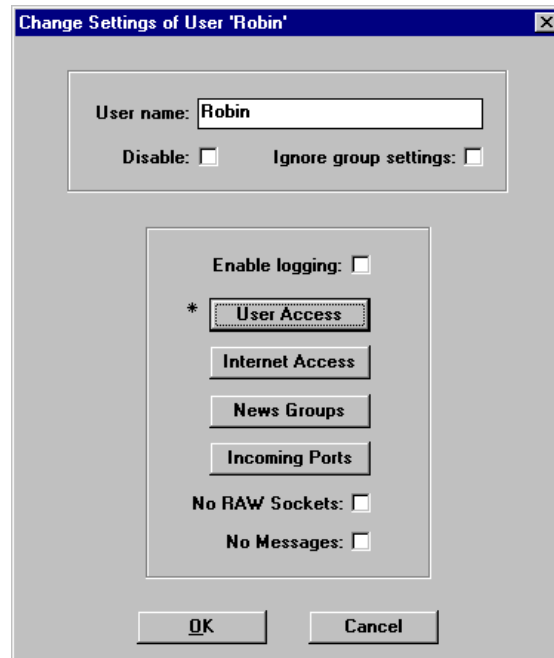 Change Settings of User 'Robin'
User name: Robin
Disable: Ignore group settings:
Enable logging:
* User Access
Internet Access
News Groups
Incoming Ports
No RAW Sockets:
No Messages:
OK Cancel